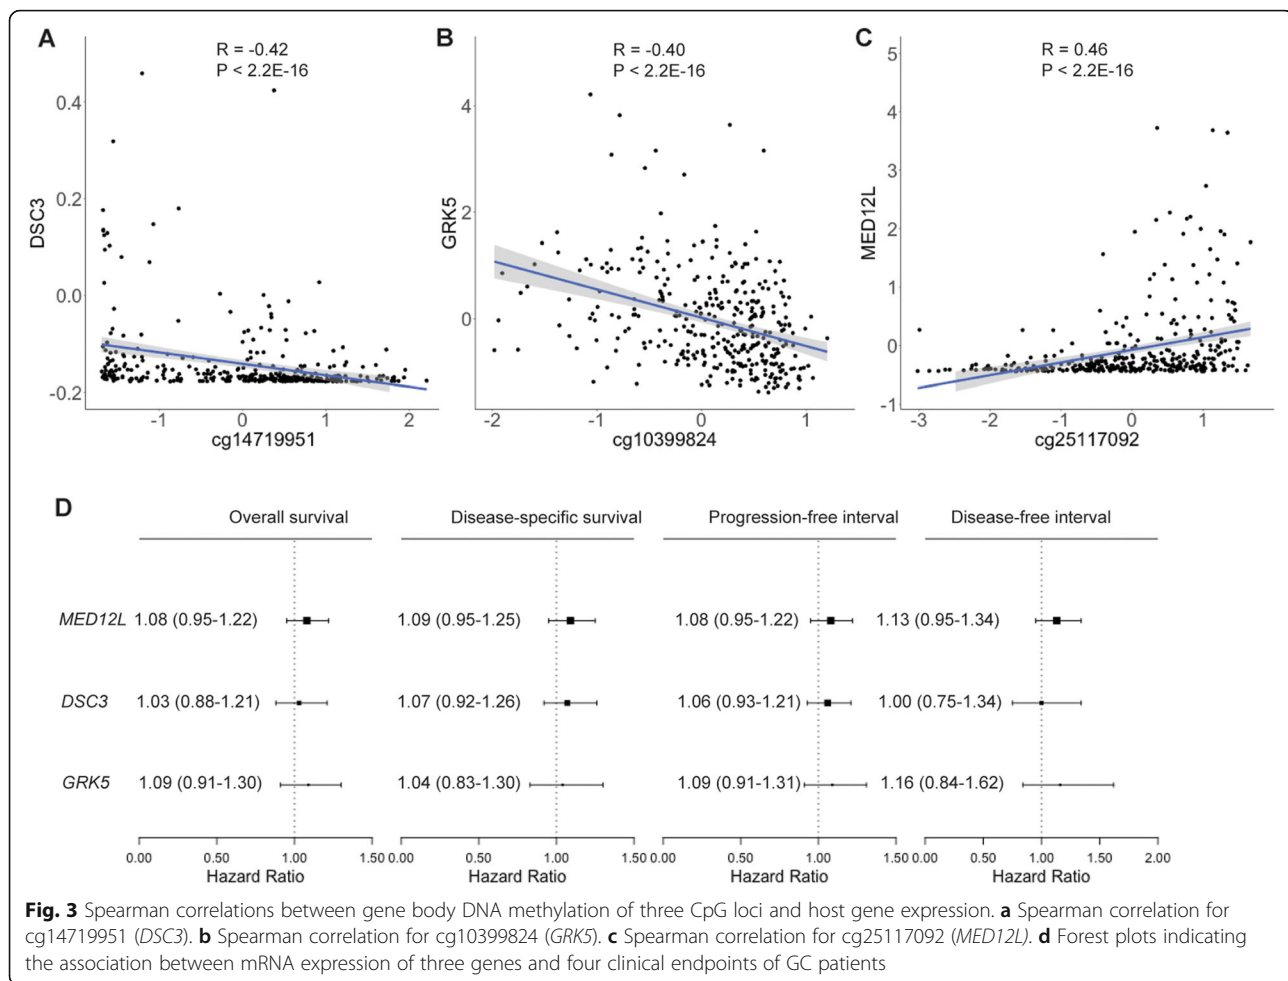 A
R = -0.42
P < 2.2E-16
DSC3
0.4
0.2
0.0
-0.2
-1 0 1 2
cg14719951
B
R = -0.40
P < 2.2E-16
GRK5
4
2
0
-2 -1 0 1
cg10399824
C
R = 0.46
P < 2.2E-16
MED12L
5
4
3
2
1
0
-1
-3 -2 -1 0 1
cg25117092
D
Overall survival Disease-specific survival Progression-free interval Disease-free interval
MED12L 1.08 (0.95-1.22) 1.09 (0.95-1.25) 1.08 (0.95-1.22) 1.13 (0.95-1.34)
DSC3 1.03 (0.88-1.21) 1.07 (0.92-1.26) 1.06 (0.93-1.21) 1.00 (0.75-1.34)
GRK5 1.09 (0.91-1.30) 1.04 (0.83-1.30) 1.09 (0.91-1.31) 1.16 (0.84-1.62)
0.00 0.50 1.00 1.50 0.00 0.50 1.00 1.50 0.00 0.50 1.00 1.50 0.00 0.50 1.00 1.50 2.00
Hazard Ratio Hazard Ratio Hazard Ratio Hazard Ratio
Fig. 3 Spearman correlations between gene body DNA methylation of three CpG loci and host gene expression. a Spearman correlation for
cg14719951 (DSC3). b Spearman correlation for cg10399824 (GRK5). c Spearman correlation for cg25117092 (MED12L). d Forest plots indicating
the association between mRNA expression of three genes and four clinical endpoints of GC patients